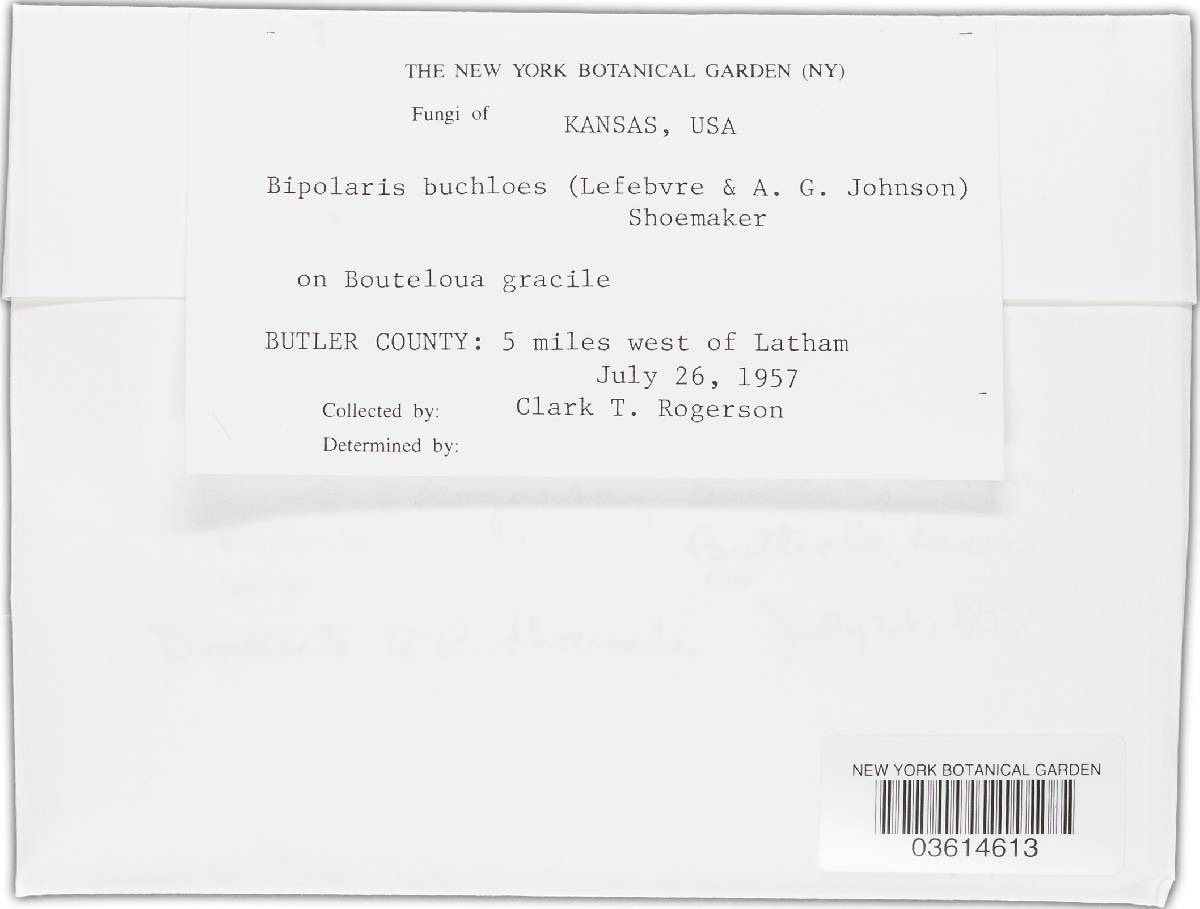 THE NEW YORK BOTANICAL GARDEN (NY)
Fungi of KANSAS, USA
Bipolaris buchloes (Lefebvre & A. G. Johnson)
Shoemaker
on Bouteloua gracile
BUTLER COUNTY: 5 miles west of Latham
July 26, 1957
Collected by: Clark T. Rogerson
Determined by:
NEW YORK BOTANICAL GARDEN
03614613